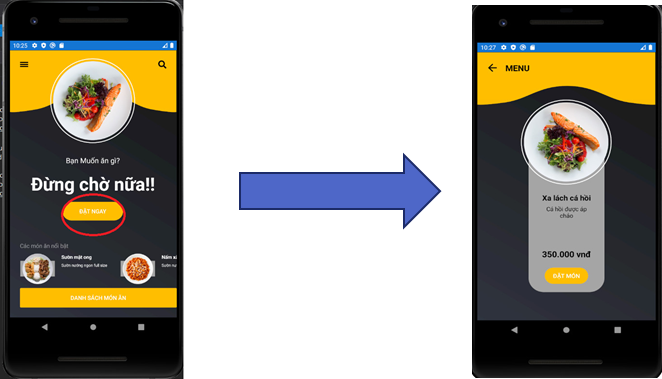 10:25
Bạn Muốn ăn gì?
Đừng chờ nữa!!
ĐẶT NGAY
Các món ăn nổi bật
Sườn mật ong
Sườn nướng ngon full size
Nấm x
Sườn nư
DANH SÁCH MÓN ĂN
10:27
MENU
Xa lách cá hồi
Cá hồi được áp
chảo
350.000 vnđ
ĐẶT MÓN